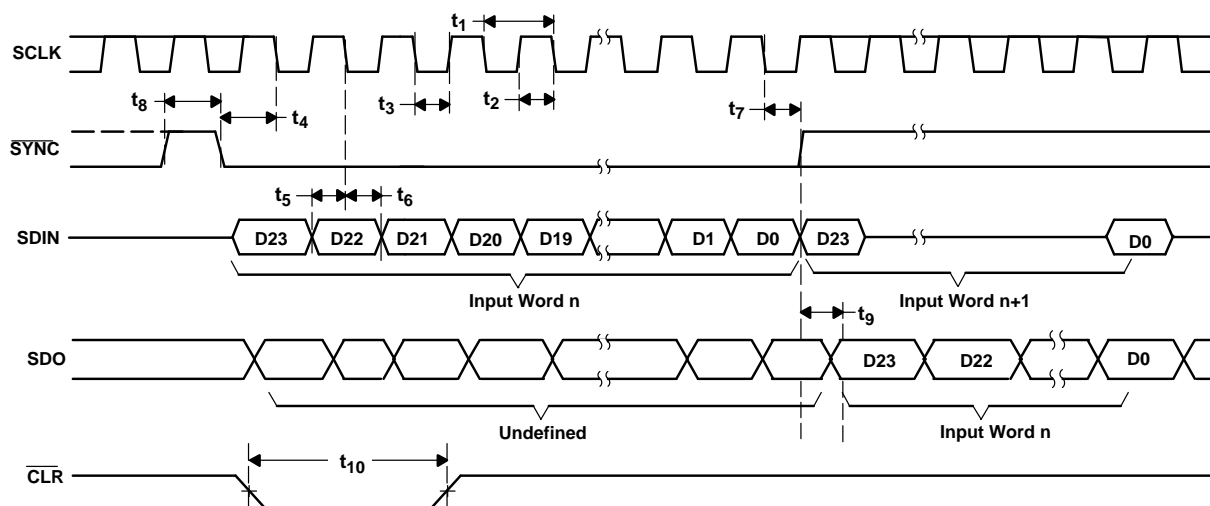 t1
SCLK
t8
t4
t3
t2
t7
SYNC
t5
t6
SDIN
D23
D22
D21
D20
D19
D1
D0
D23
D0
Input Word n
Input Word n+1
t9
SDO
D23
D22
D0
Undefined
Input Word n
t10
CLR